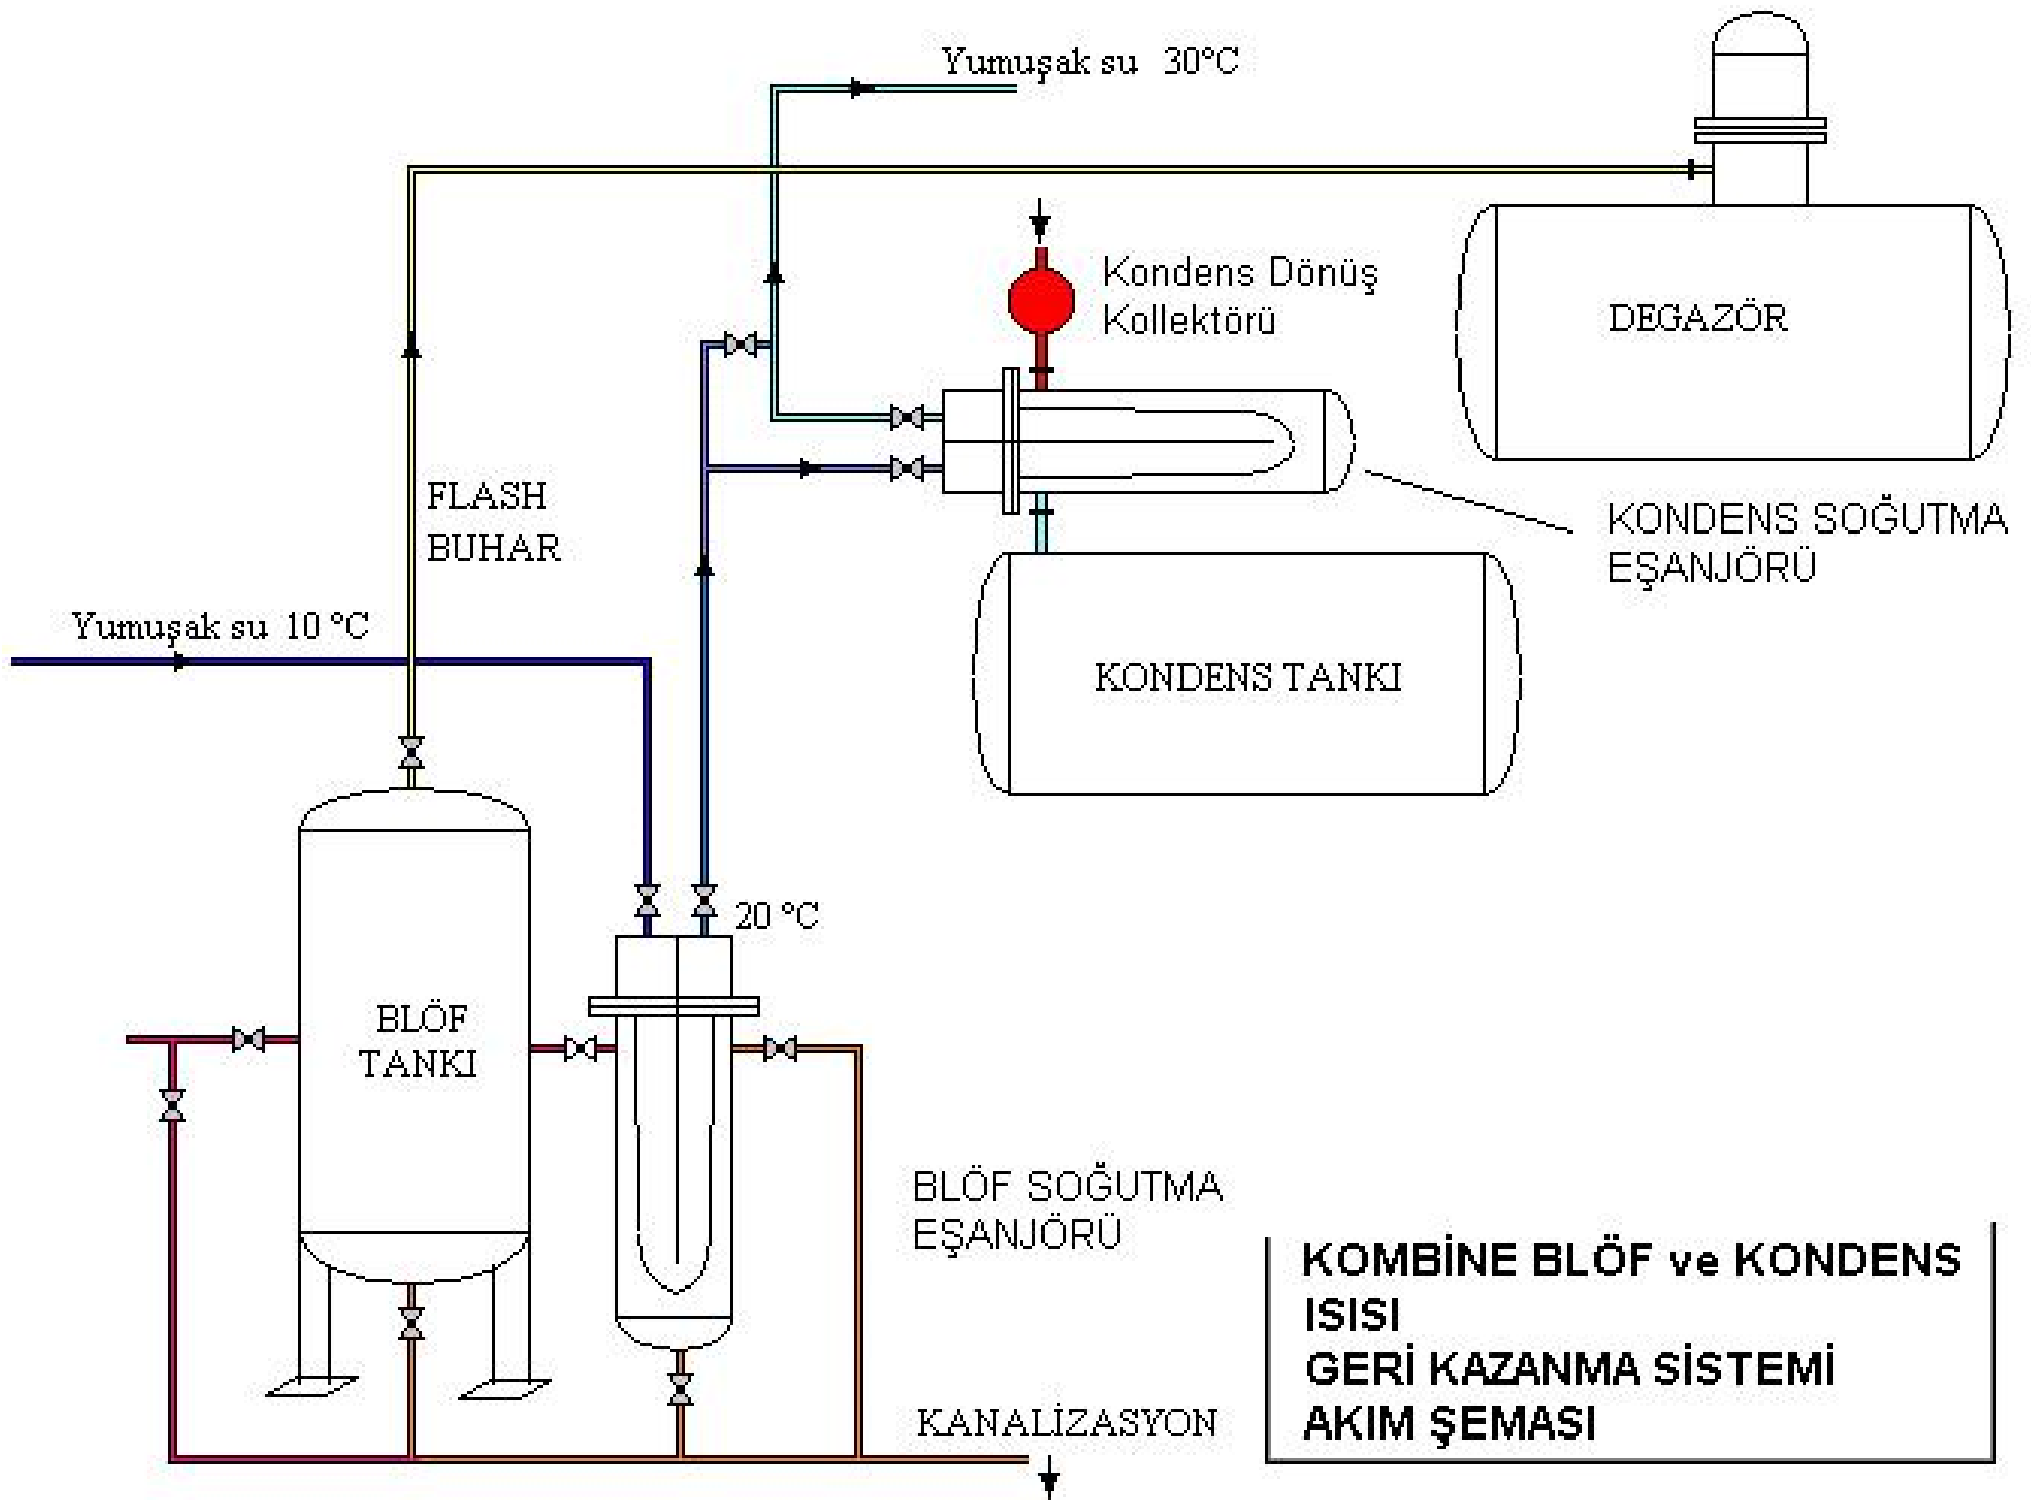 Yumuşak su 30°C
Kondens Dönüş
Kollektörü
DEGAZÖR
FLASH
BUHAR
KONDENS SOĞUTMA
EŞANJÖRÜ
Yumuşak su 10 °C
KONDENS TANKI
20 °C
BLÖF
TANKI
BLÖF SOĞUTMA
EŞANJÖRÜ
KOMBİNE BLÖF ve KONDENS
ISISI
GERİ KAZANMA SİSTEMİ
AKIM ŞEMASI
KANALİZASYON